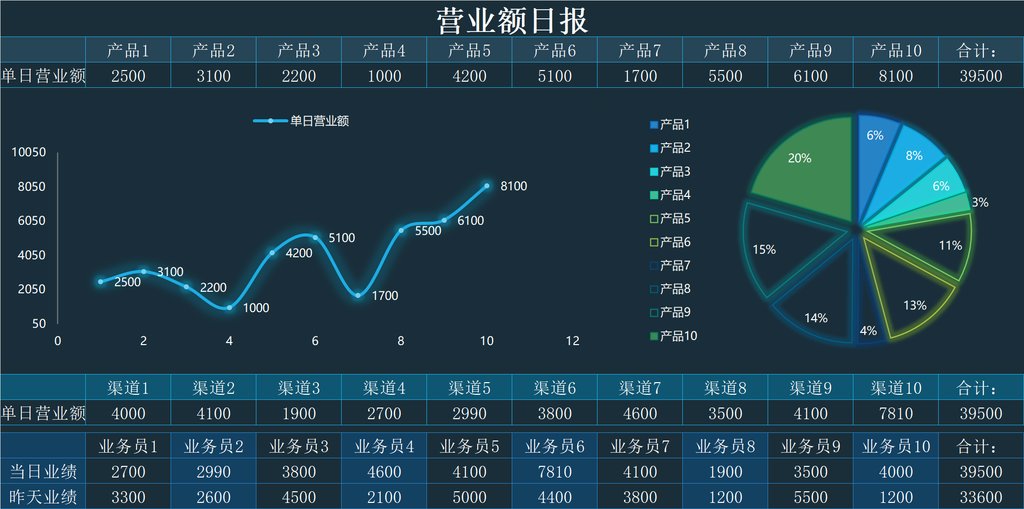 营业额日报
产品1 产品2 产品3 产品4 产品5 产品6 产品7 产品8 产品9 产品10 合计：
单日营业额 2500 3100 2200 1000 4200 5100 1700 5500 6100 8100 39500
单日营业额
10050
8050
6050
4050
2050
50
0 2 4 6 8 10 12
2500
3100
2200
1000
4200
5100
1700
5500
6100
8100
产品1
产品2
产品3
产品4
产品5
产品6
产品7
产品8
产品9
产品10
6%
8%
6%
3%
11%
13%
4%
14%
15%
20%
渠道1 渠道2 渠道3 渠道4 渠道5 渠道6 渠道7 渠道8 渠道9 渠道10 合计：
单日营业额 4000 4100 1900 2700 2990 3800 4600 3500 4100 7810 39500
业务员1 业务员2 业务员3 业务员4 业务员5 业务员6 业务员7 业务员8 业务员9 业务员10 合计：
当日业绩 2700 2990 3800 4600 4100 7810 4100 1900 3500 4000 39500
昨天业绩 3300 2600 4500 2100 5000 4400 3800 1200 5500 1200 33600